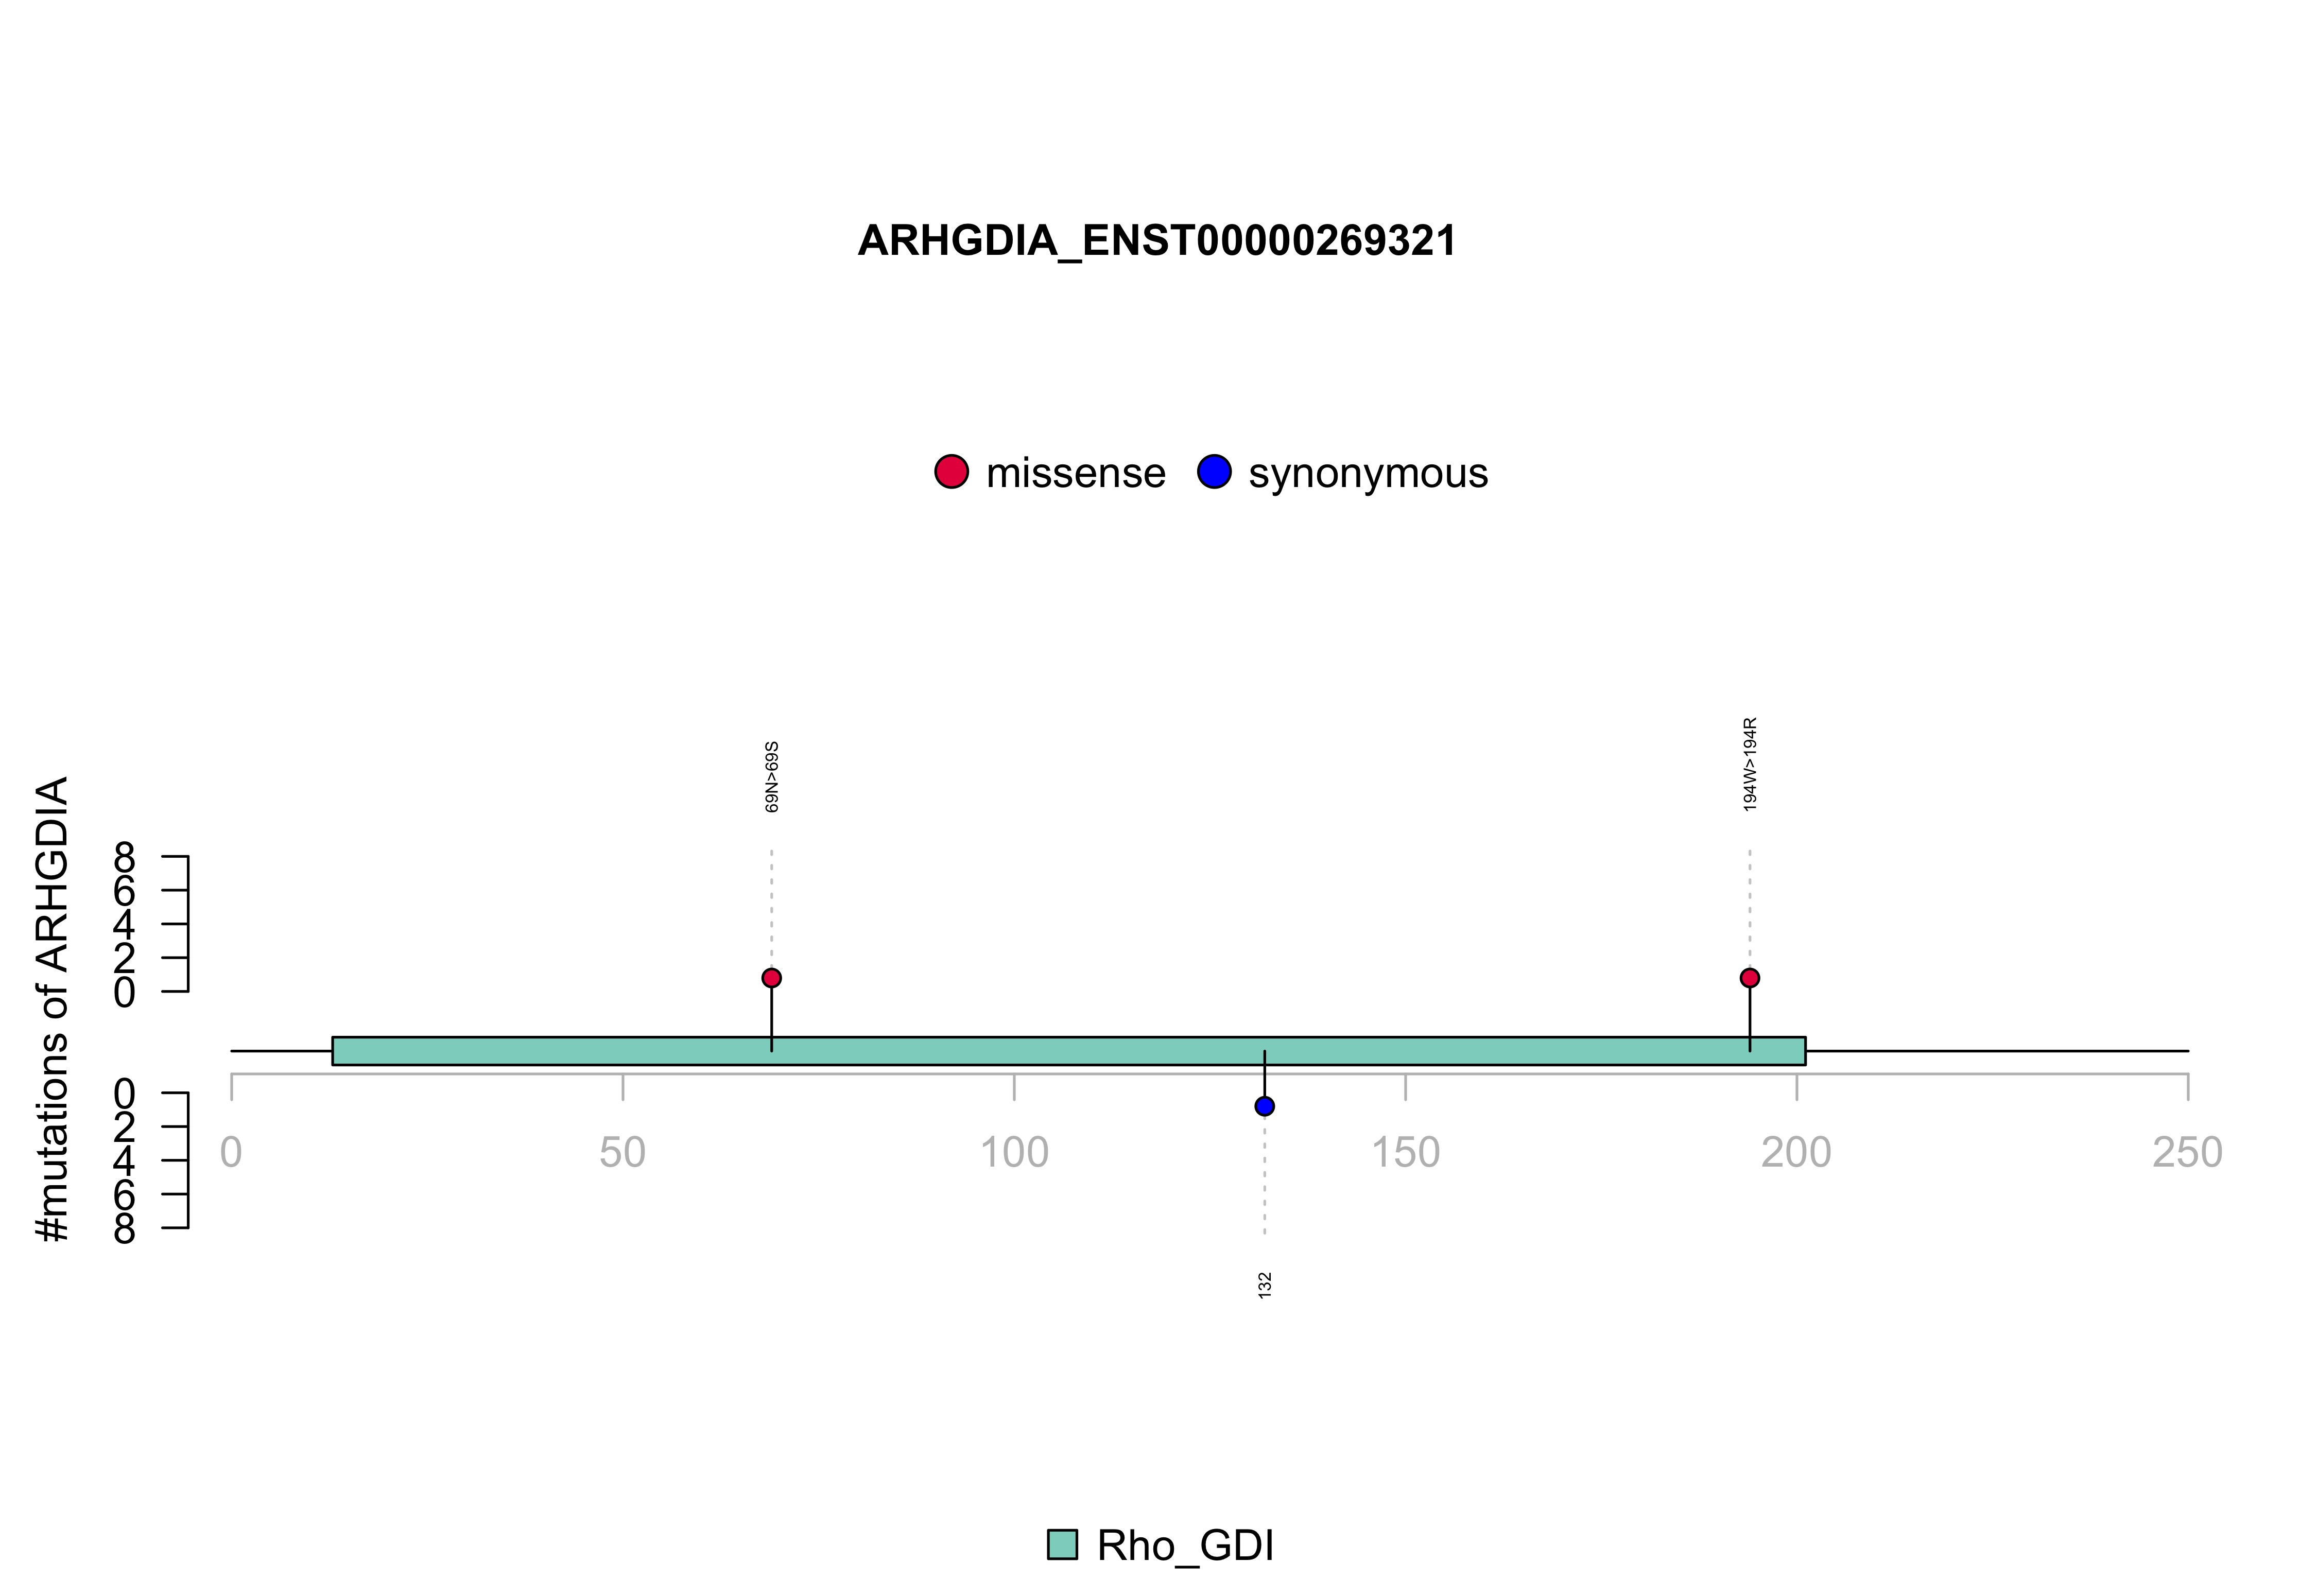 ARHGDIA_ENST00000269321
missense synonymous
69N>69S
194W>194R
#mutations of ARHGDIA
8
6
4
2
0
0
2
4
6
8
0 50 100 150 200 250
132
Rho_GDI